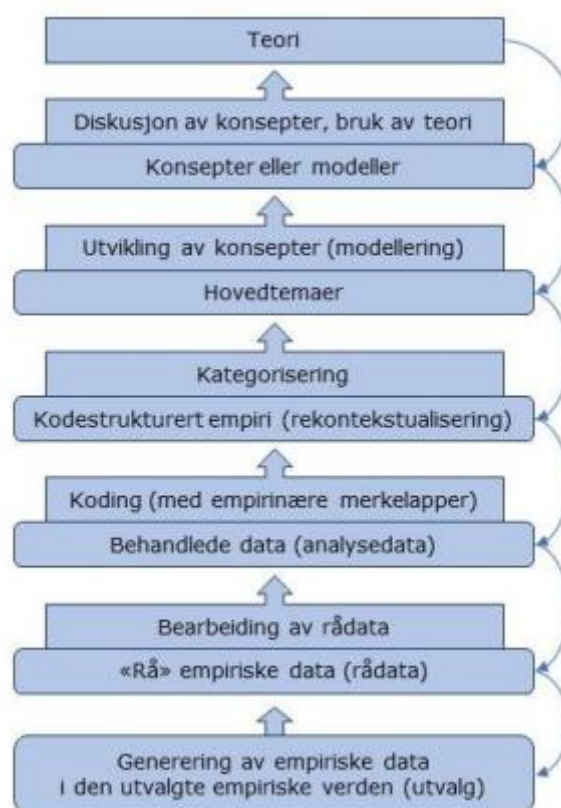 Teori
Diskusjon av konsepter, bruk av teori
Konsepter eller modeller
Utvikling av konsepter (modellering)
Hovedtemaer
Kategorisering
Kodestrukturert empiri (rekontekstualisering)
Koding (med empirinære merkelapper)
Behandlede data (analysedata)
Bearbeiding av rådata
«Rå» empiriske data (rådata)
Generering av empiriske data
i den utvalgte empiriske verden (utvalg)